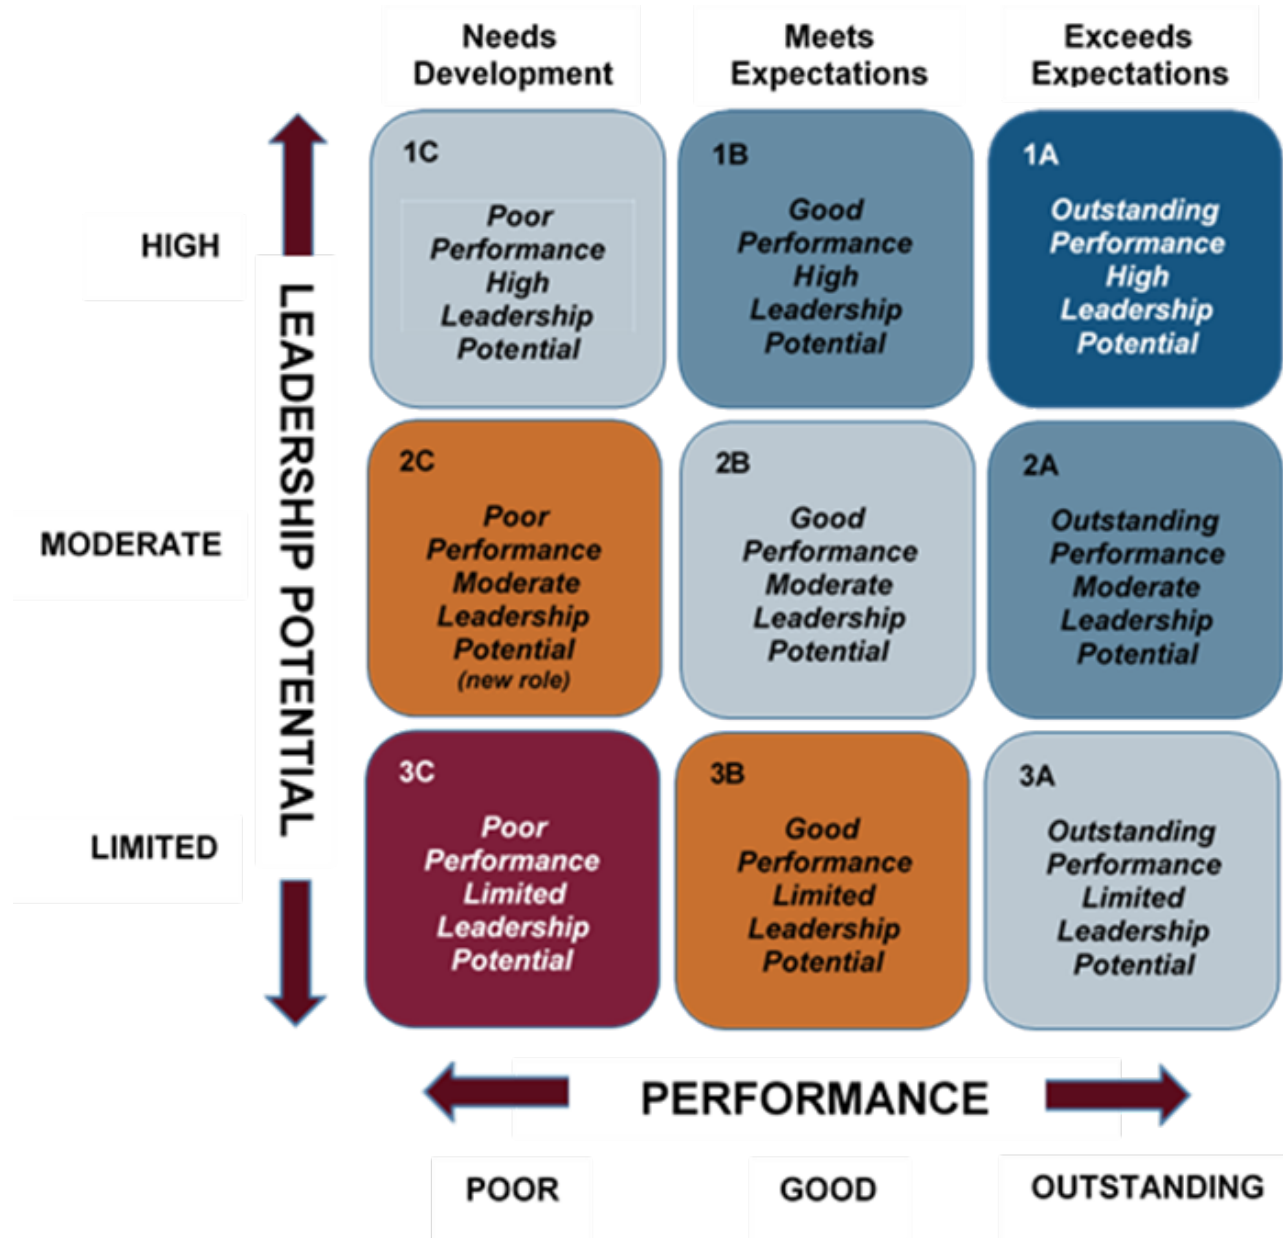 Needs
Development
Meets
Expectations
Exceeds
Expectations
HIGH
LEADERSHIP POTENTIAL
1C
Poor
Performance
High
Leadership
Potential
1B
Good
Performance
High
Leadership
Potential
1A
Outstanding
Performance
High
Leadership
Potential
MODERATE
2C
Poor
Performance
Moderate
Leadership
Potential
(new role)
2B
Good
Performance
Moderate
Leadership
Potential
2A
Outstanding
Performance
Moderate
Leadership
Potential
LIMITED
3C
Poor
Performance
Limited
Leadership
Potential
3B
Good
Performance
Limited
Leadership
Potential
3A
Outstanding
Performance
Limited
Leadership
Potential
PERFORMANCE
POOR
GOOD
OUTSTANDING